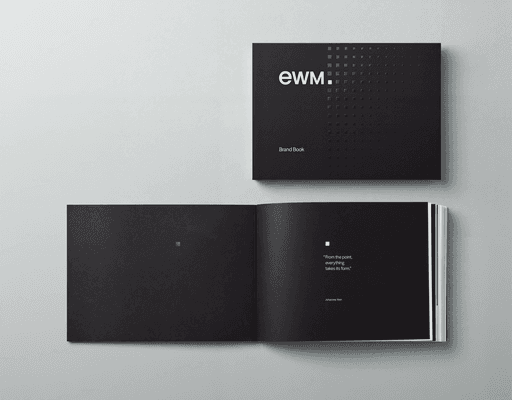 ewm.
Brand Book
"From the point,
everything
takes its form."